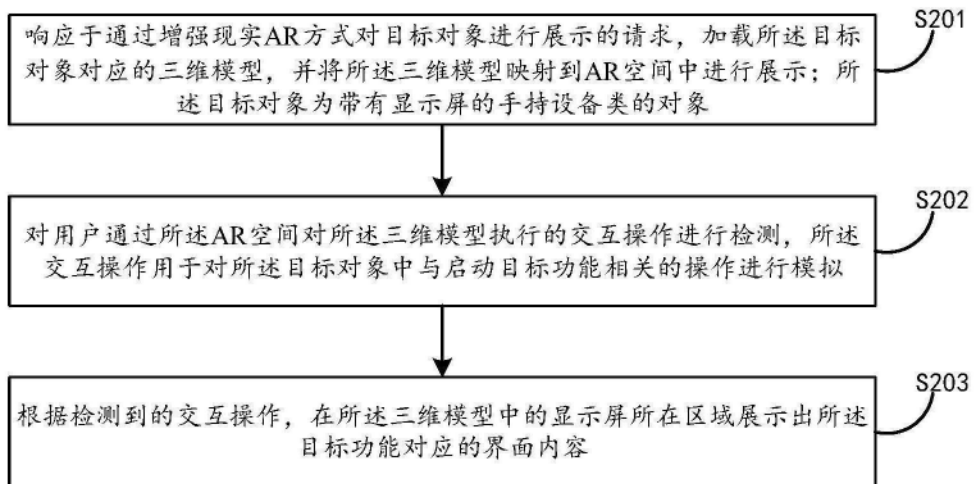 S201
响应于通过增强现实AR方式对目标对象进行展示的请求，加载所述目标
对象对应的三维模型，并将所述三维模型映射到AR空间中进行展示；所
述目标对象为带有显示屏的手持设备类的对象
S202
对用户通过所述AR空间对所述三维模型执行的交互操作进行检测，所述
交互操作用于对所述目标对象中与启动目标功能相关的操作进行模拟
S203
根据检测到的交互操作，在所述三维模型中的显示屏所在区域展示出所述
目标功能对应的界面内容